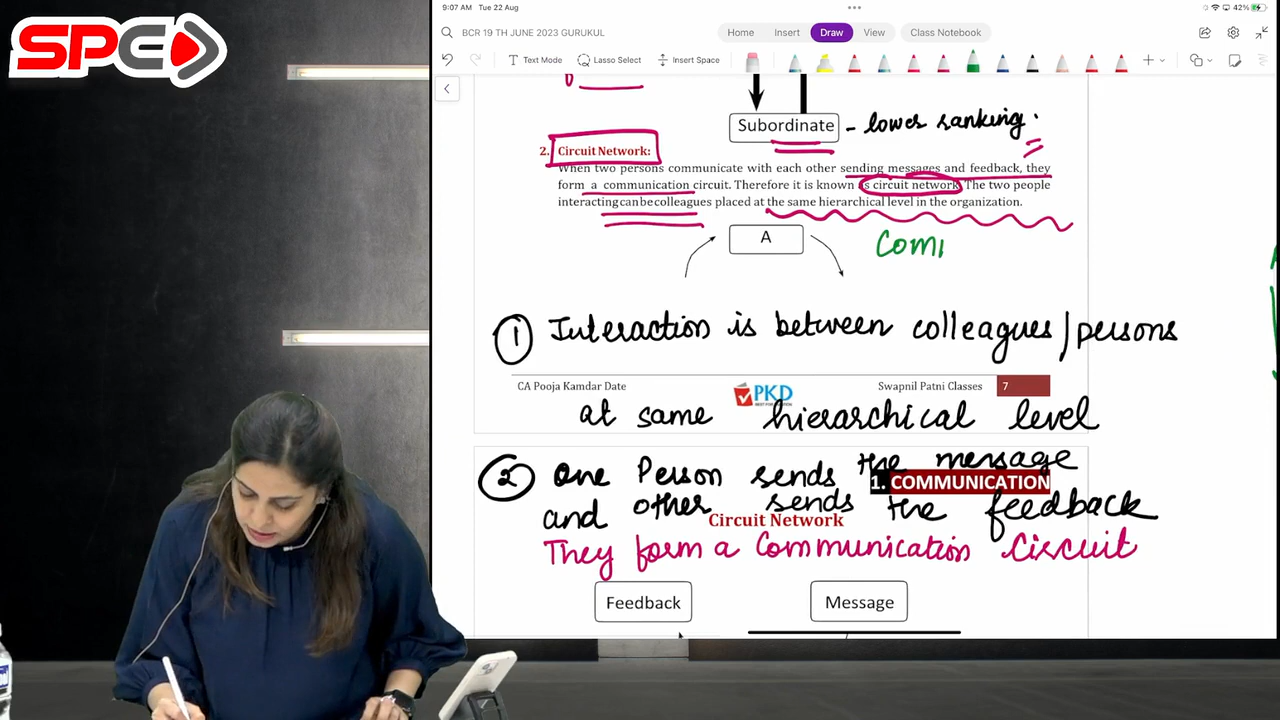 SPC
9:07 AM Tue 22 Aug
42%
BCR 19 TH JUNE 2023 GURUKUL
Home Insert Draw View Class Notebook
Text Mode Lasso Select Insert Space
Subordinate - lower ranking.
2. Circuit Network:
When two persons communicate with each other sending messages and feedback, they
form a communication circuit. Therefore it is known as circuit network. The two people
interacting can be colleagues placed at the same hierarchical level in the organization.
A
Com
① Interaction is between colleagues/persons
CA Pooja Kamdar Date PKD Swapnil Patni Classes 7
at same hierarchical level
② One Person sends the message
1. COMMUNICATION
and other sends the feedback
Circuit Network
They form a Communication Circuit
Feedback Message